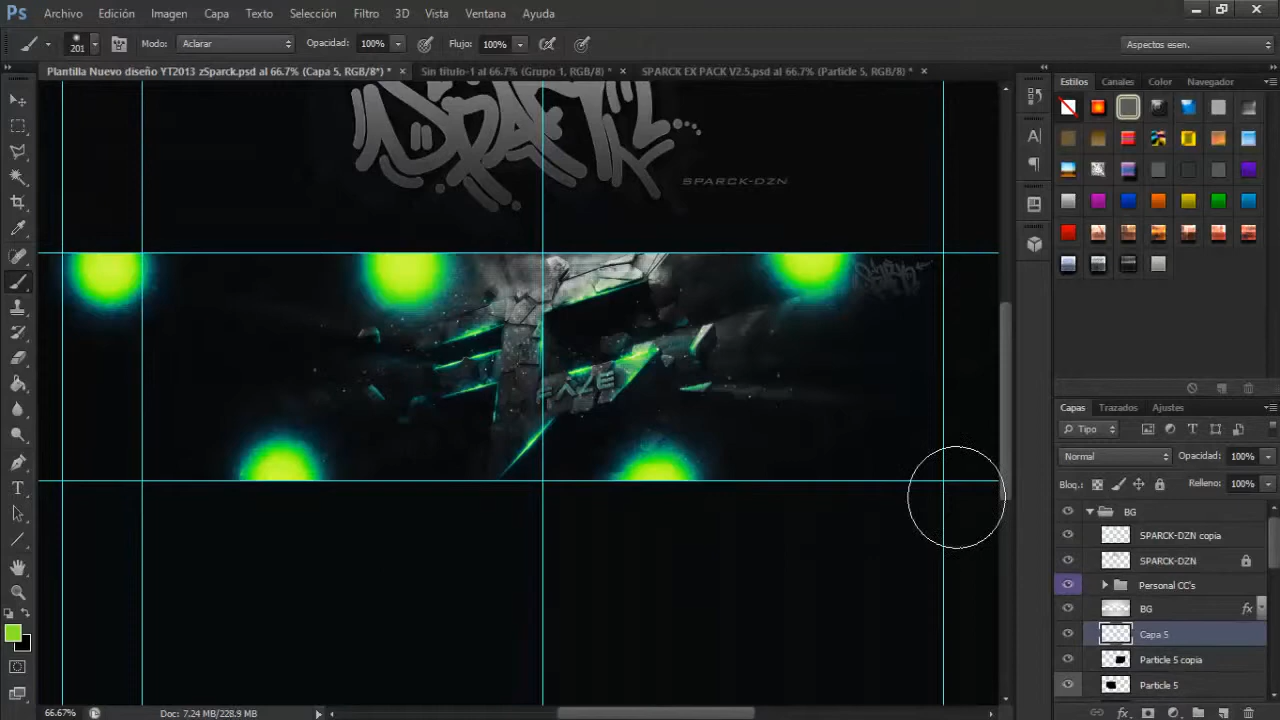 Ps Archivo Edición Imagen Capa Texto Selección Filtro 3D Vista Ventana Ayuda
201 Modo: Aclarar Opacidad: 100% Flujo: 100% Aspectos esen.
Plantilla Nuevo diseño YT2013 zSparck.psd al 66.7% (Capa 5, RGB/8*) * × Sin título-1 al 66.7% (Grupo 1, RGB/8) * × SPARCK EX PACK V2.5.psd al 66.7% (Particle 5, RGB/8*) * ×
Estilos Canales Color Navegador
SPARCK-DZN
FAZE
Capas Trazados Ajustes
Tipo
Normal Opacidad: 100%
Bloq.: Relleno: 100%
BG
SPARCK-DZN copia
SPARCK-DZN
Personal CC's
BG fx
Capa 5
Particle 5 copia
Particle 5
66.67% Doc: 7.24 MB/228.9 MB
fx